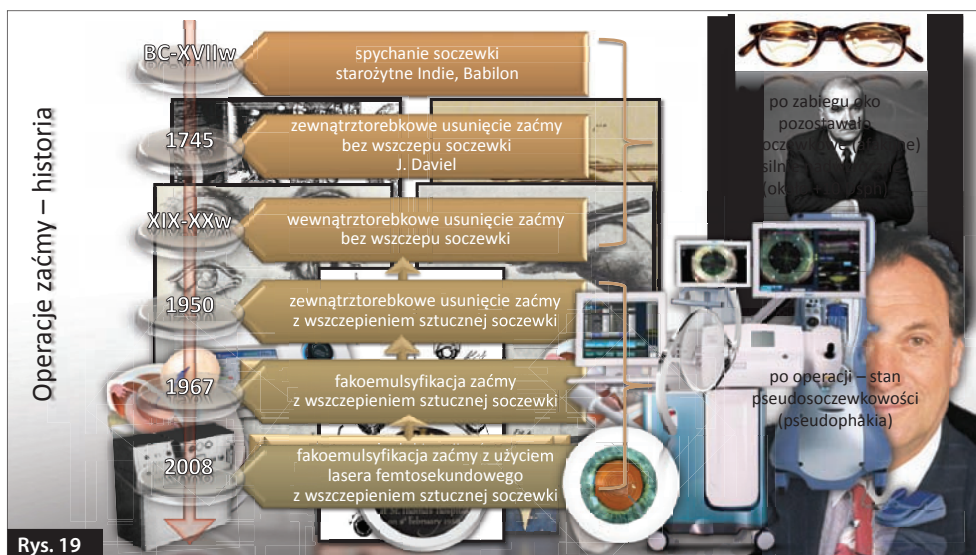 Operacje zaćmy – historia
BC-XVIIw
spychanie soczewki
starożytne Indie, Babilon
1745
zewnątrztorebkowe usunięcie zaćmy
bez wszczepu soczewki
J. Daviel
XIX-XXw
wewnątrztorebkowe usunięcie zaćmy
bez wszczepu soczewki
1950
zewnątrztorebkowe usunięcie zaćmy
z wszczepieniem sztucznej soczewki
1967
fakoemulsyfikacja zaćmy
z wszczepieniem sztucznej soczewki
2008
fakoemulsyfikacja zaćmy z użyciem
lasera femtosekundowego
z wszczepieniem sztucznej soczewki
po zabiegu oko
pozostawało
po operacji – stan
pseudosoczewkowości
(pseudophakia)
Rys. 19